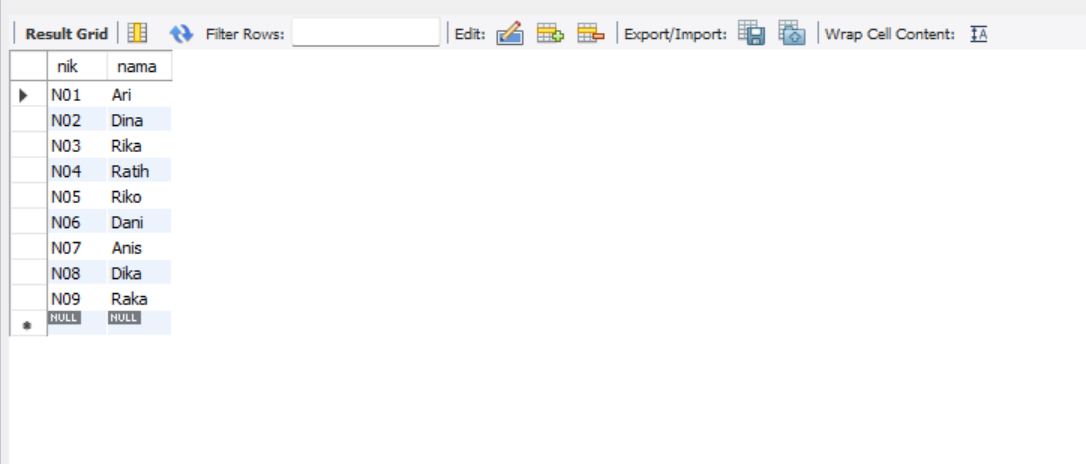 Result Grid Filter Rows: Edit: Export/Import: Wrap Cell Content: IA
nik nama
N01 Ari
N02 Dina
N03 Rika
N04 Ratih
N05 Riko
N06 Dani
N07 Anis
N08 Dika
N09 Raka
NULL NULL